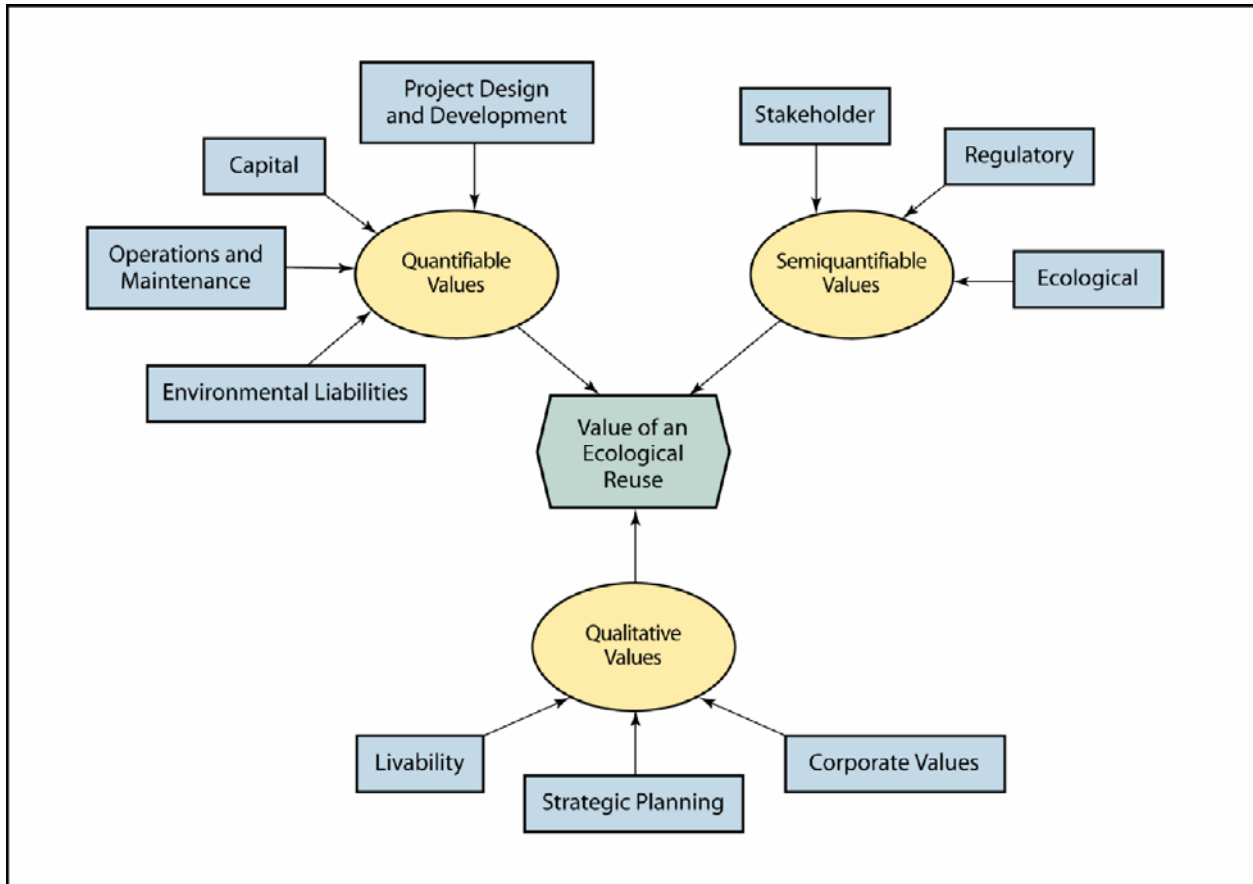 Project Design
and Development
Stakeholder
Capital
Regulatory
Operations and
Maintenance
Quantifiable
Values
Semiquantifiable
Values
Ecological
Environmental Liabilities
Value of an
Ecological
Reuse
Qualitative
Values
Livability
Strategic Planning
Corporate Values